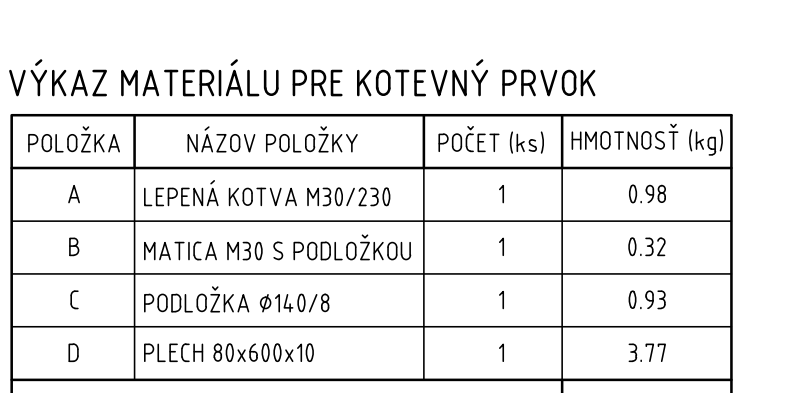 VÝKAZ MATERIÁLU PRE KOTEVNÝ PRVOK
POLOŽKA NÁZOV POLOŽKY POČET (ks) HMOTNOSŤ (kg)
A LEPENÁ KOTVA M30/230 1 0.98
B MATICA M30 S PODLOŽKOU 1 0.32
C PODLOŽKA Ø140/8 1 0.93
D PLECH 80x600x10 1 3.77